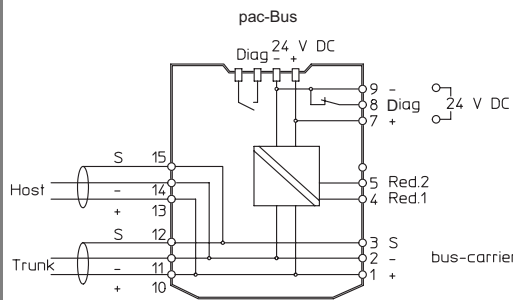 pac-Bus
Diag 24 V DC
- +
9 -
8 Diag
24 V DC
7 +
S 15
Host
- 14
+ 13
5 Red.2
4 Red.1
S 12
3 S
Trunk
- 11
2 -
bus-carrier
1 +
+ 10